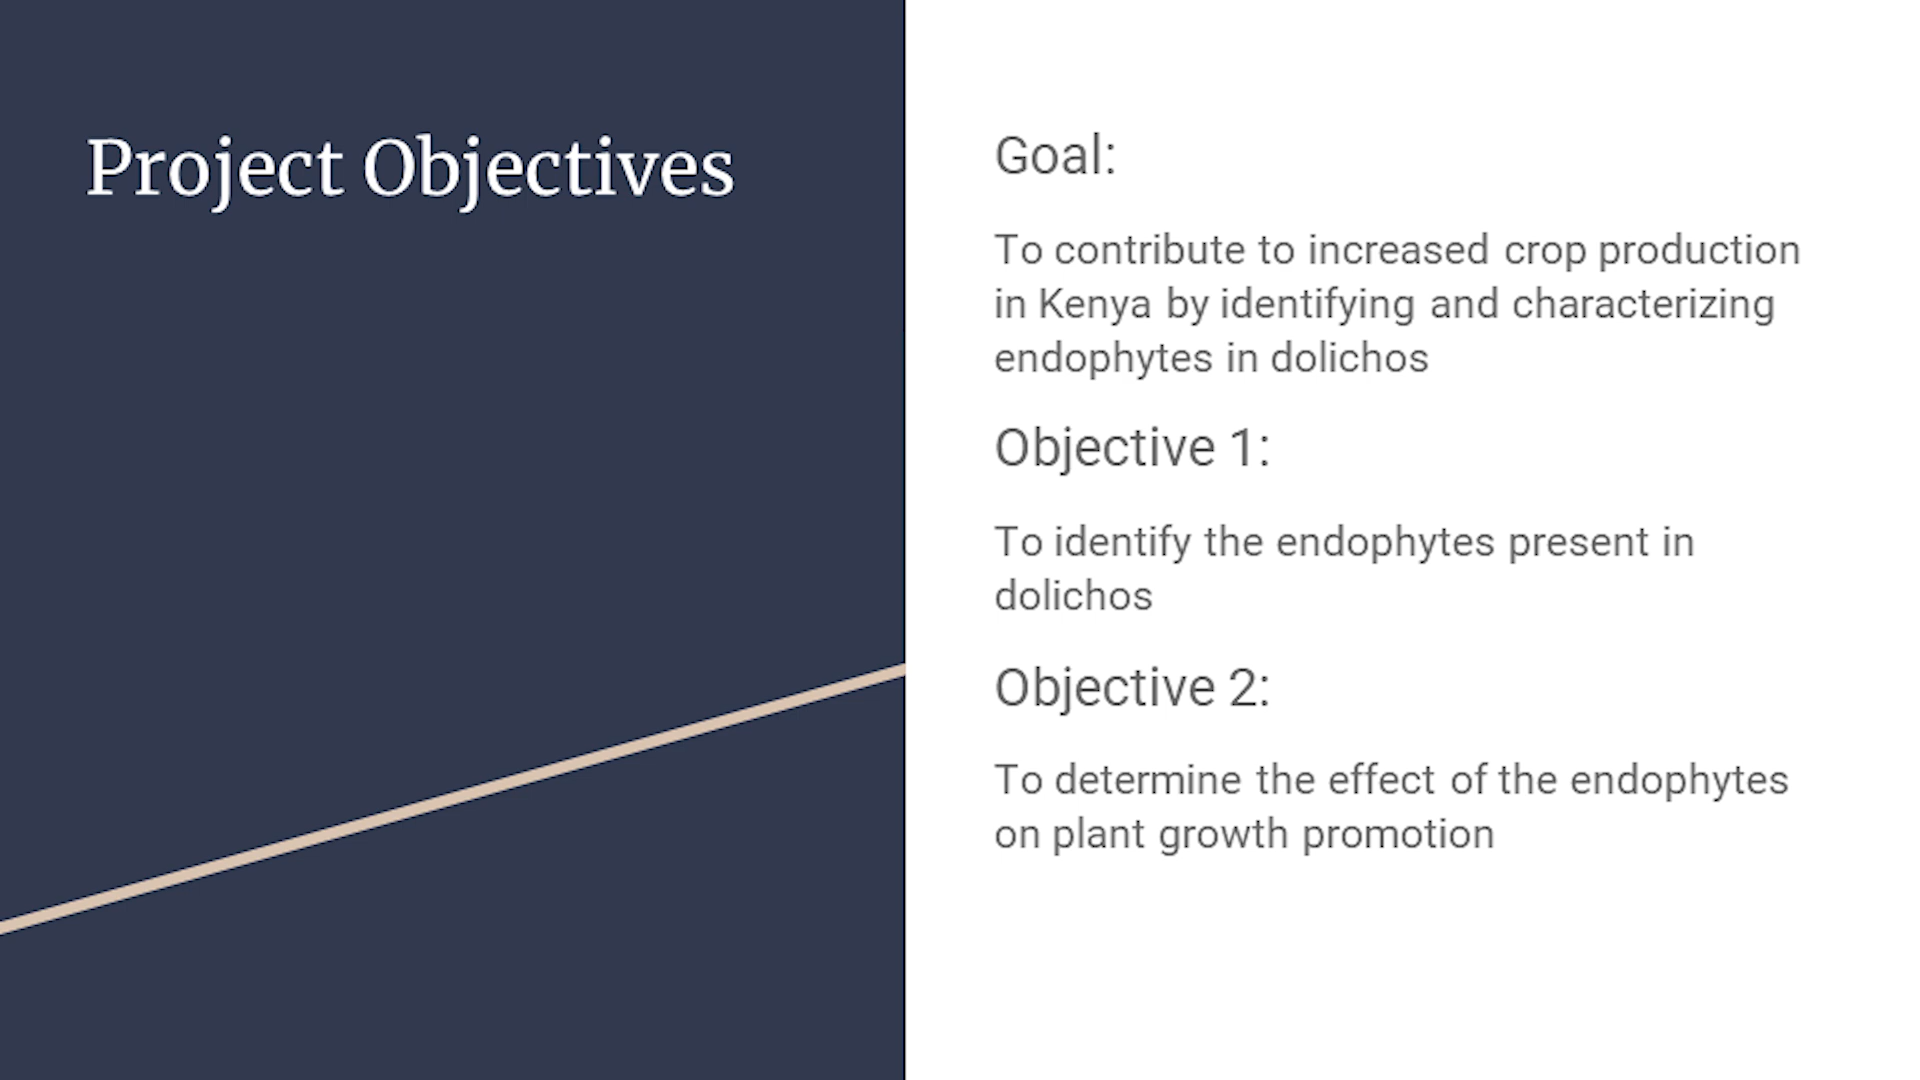 Project Objectives
Goal:
To contribute to increased crop production
in Kenya by identifying and characterizing
endophytes in dolichos
Objective 1:
To identify the endophytes present in
dolichos
Objective 2:
To determine the effect of the endophytes
on plant growth promotion